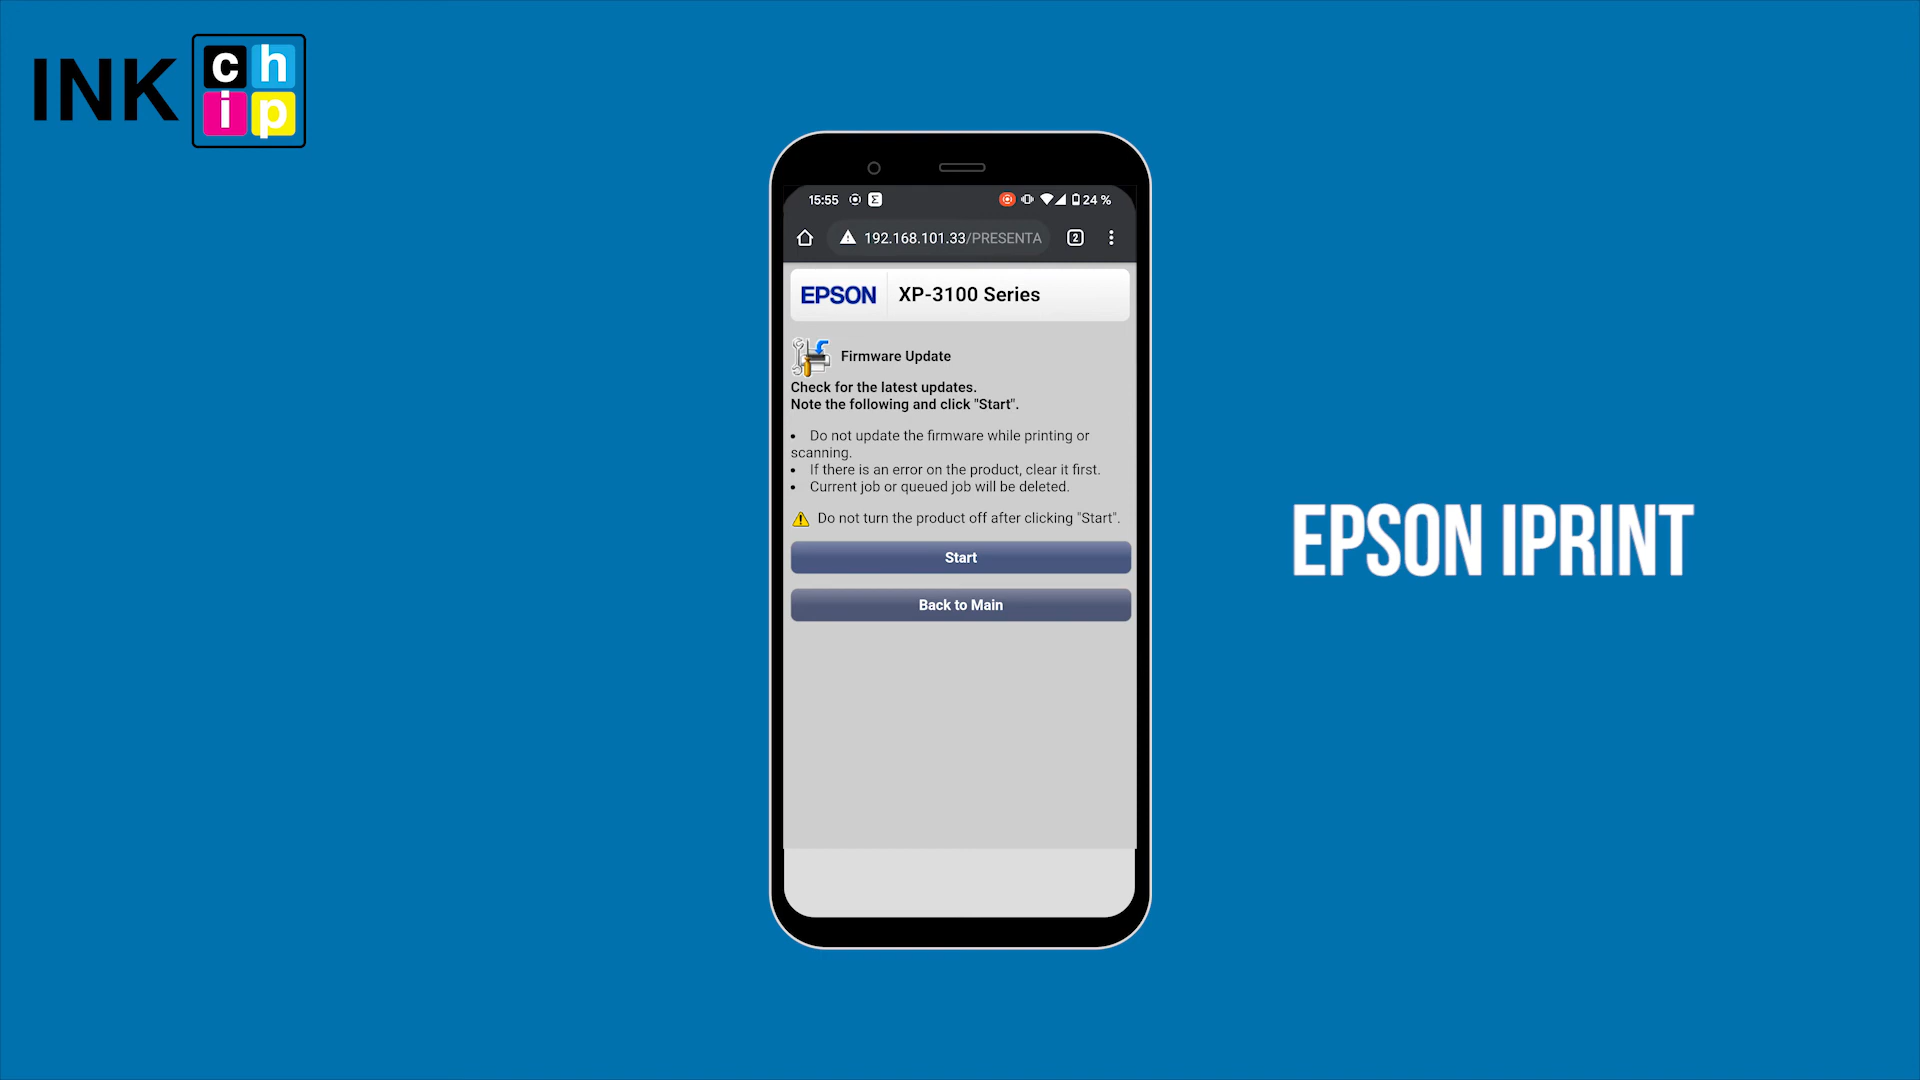 INK chip
15:55 24 %
192.168.101.33/PRESENTA 2
EPSON XP-3100 Series
Firmware Update
Check for the latest updates.
Note the following and click "Start".
• Do not update the firmware while printing or
scanning.
• If there is an error on the product, clear it first.
• Current job or queued job will be deleted.
Do not turn the product off after clicking "Start".
Start
Back to Main
EPSON IPRINT